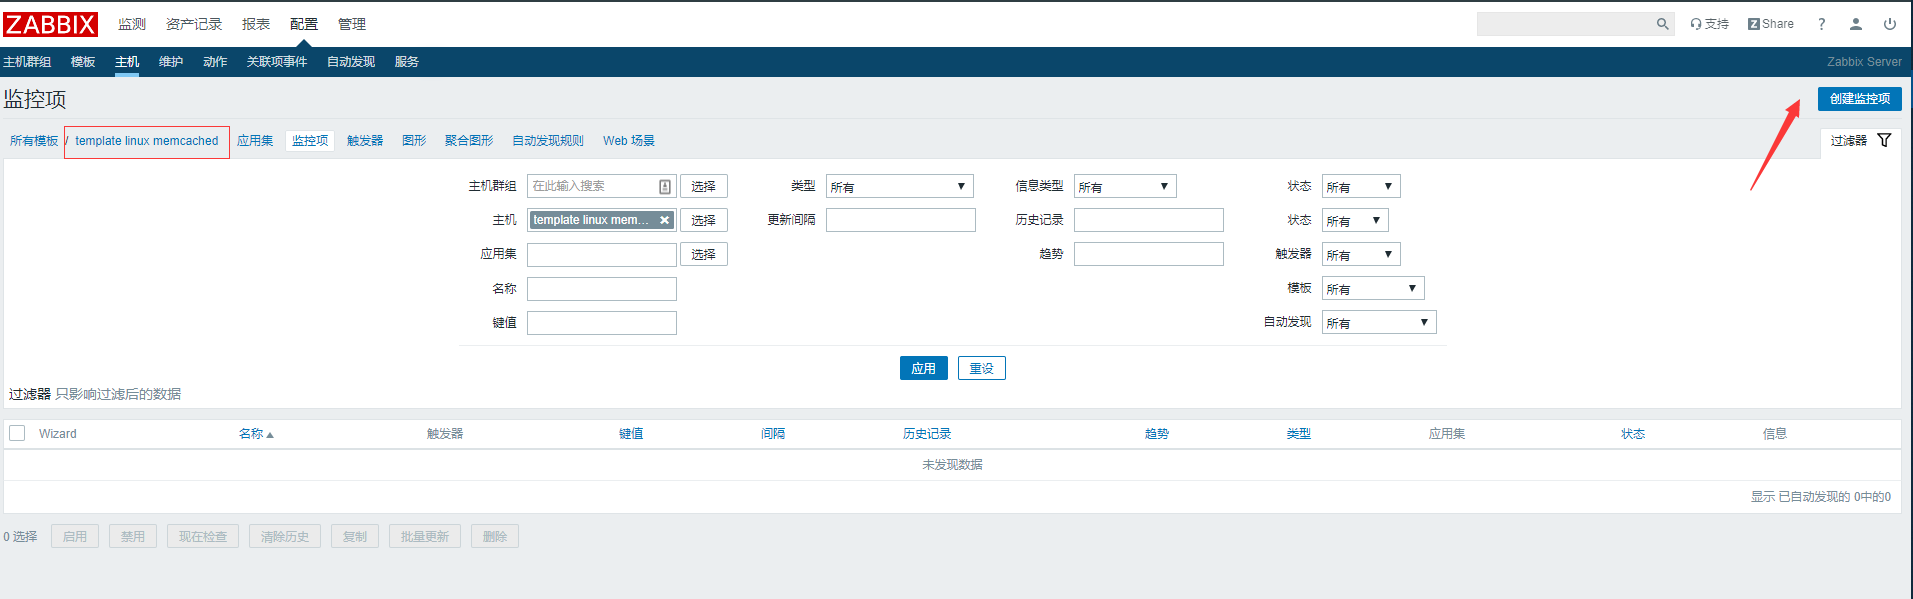 ZABBIX 监测 资产记录 报表 配置 管理 支持 Z Share ?
主机群组 模板 主机 维护 动作 关联项事件 自动发现 服务 Zabbix Server
监控项 创建监控项
所有模板 / template linux memcached 应用集 监控项 触发器 图形 聚合图形 自动发现规则 Web 场景 过滤器
主机群组 在此输入搜索 选择 类型 所有 信息类型 所有 状态 所有
主机 template linux mem... 选择 更新间隔 历史记录 状态 所有
应用集 选择 趋势 触发器 所有
名称 模板 所有
键值 自动发现 所有
应用 重设
过滤器 只影响过滤后的数据
Wizard 名称 触发器 键值 间隔 历史记录 趋势 类型 应用集 状态 信息
未发现数据
显示 已自动发现的 0中的0
0 选择 启用 禁用 现在检查 清除历史 复制 批量更新 删除